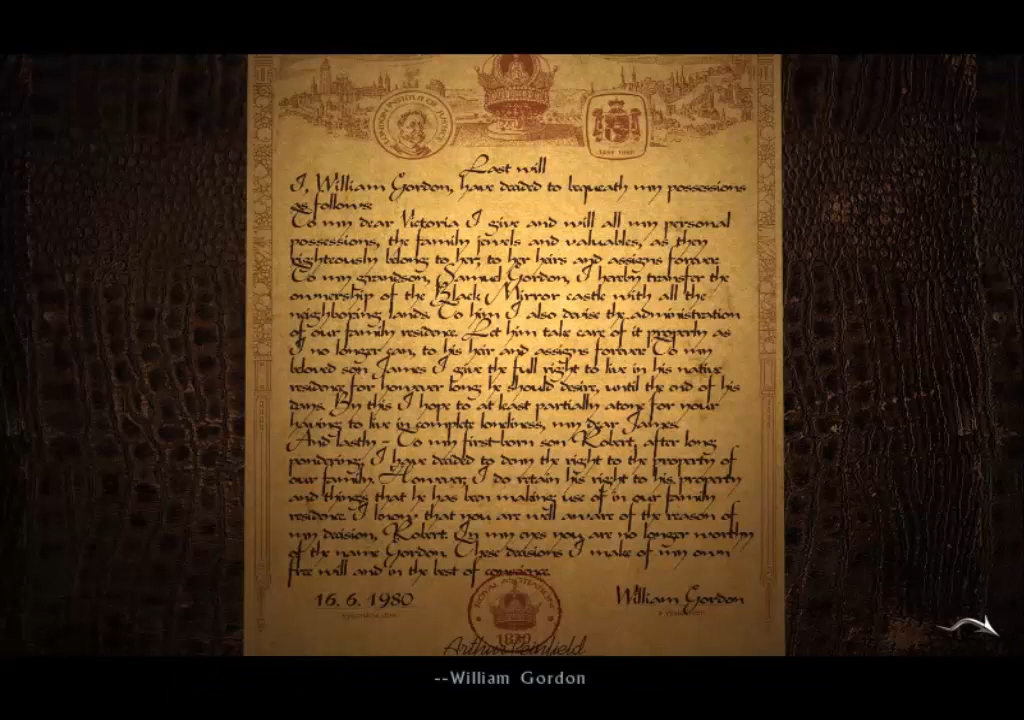 Last will
I, William Gordon, have decided to bequeath my possessions
as follows:
To my dear Victoria I give and will all my personal
possessions, the family jewels and valuables, as they
righteously belong to her, to her heirs and assigns forever.
To my grandson, Samuel Gordon, I hereby transfer the
ownership of the Black Mirror castle with all the
neighboring lands. To him I also devise the administration
of our family residence. Let him take care of it properly as
I no longer can, to his heir and assigns forever. To my
beloved son James I give the full right to live in his native
residence for however long he should desire, until the end of his
days. By this I hope to at least partially atone for your
having to live in complete loneliness, my dear James.
And lastly - To my first-born son Robert, after long
pondering, I have decided to deny the right to the property of
our family. However, I do retain his right to his property
and things that he has been making use of in our family
residence. I know that you are well aware of the reason of
my decision, Robert. In my eyes you are no longer worthy
of the name Gordon. These decisions I make of my own
free will and in the best of conscience.
16. 6. 1980
William Gordon
1820
Arthur
--William Gordon